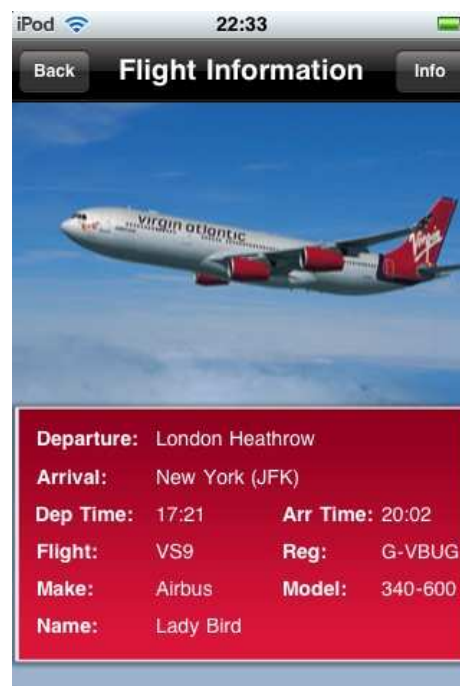 iPod 22:33
Back Flight Information Info
virgin atlantic
Virgin
Departure: London Heathrow
Arrival: New York (JFK)
Dep Time: 17:21 Arr Time: 20:02
Flight: VS9 Reg: G-VBUG
Make: Airbus Model: 340-600
Name: Lady Bird